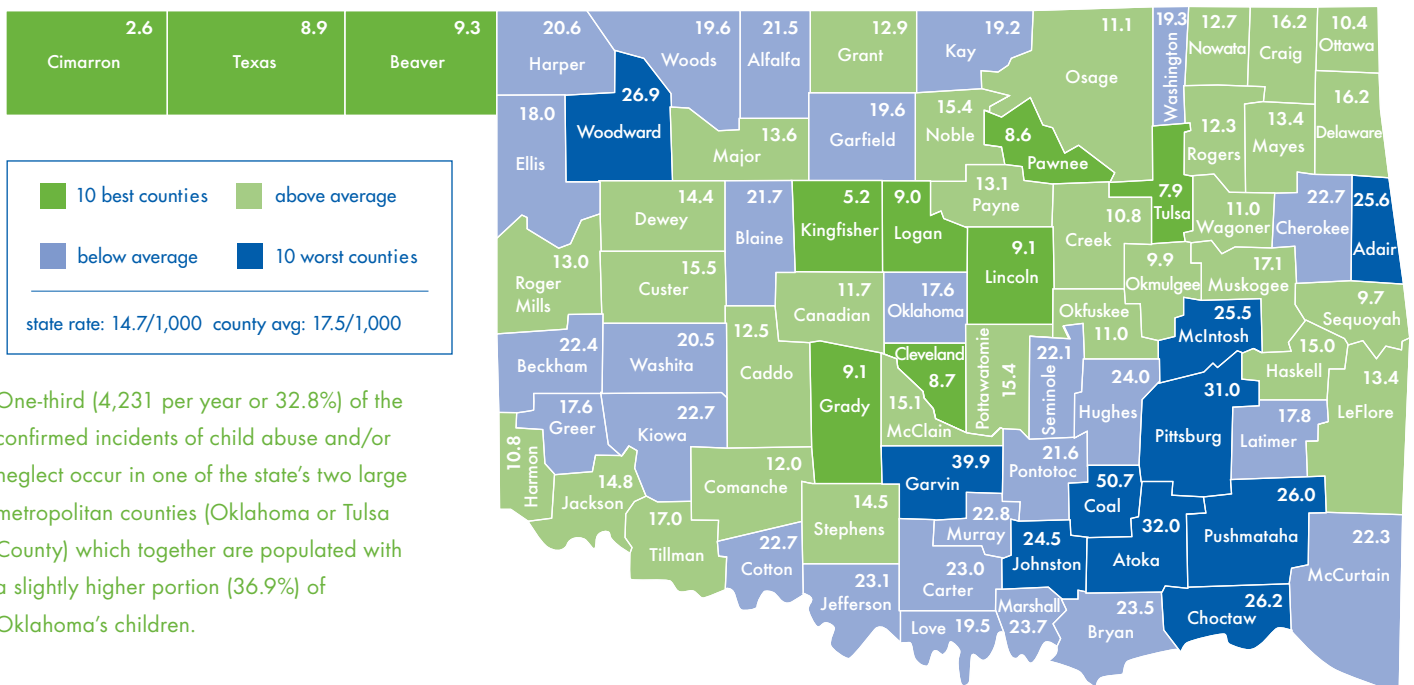 2.6
Cimarron
8.9
Texas
9.3
Beaver
20.6
Harper
19.6
Woods
21.5
Alfalfa
12.9
Grant
19.2
Kay
11.1
Osage
19.3
Washington
12.7
Nowata
16.2
Craig
10.4
Ottawa
18.0
Ellis
26.9
Woodward
13.6
Major
19.6
Garfield
15.4
Noble
8.6
Pawnee
12.3
Rogers
13.4
Mayes
16.2
Delaware
10 best counties
above average
below average
10 worst counties
state rate: 14.7/1,000 county avg: 17.5/1,000
14.4
Dewey
21.7
Blaine
5.2
Kingfisher
9.0
Logan
13.1
Payne
10.8
Creek
7.9
Tulsa
11.0
Wagoner
22.7
Cherokee
25.6
Adair
13.0
Roger
Mills
15.5
Custer
11.7
Canadian
17.6
Oklahoma
9.1
Lincoln
Okfuskee
11.0
9.9
Okmulgee
17.1
Muskogee
9.7
Sequoyah
22.4
Beckham
20.5
Washita
12.5
Caddo
9.1
Grady
Cleveland
8.7
15.1
McClain
Pottawatomie
15.4
22.1
Seminole
24.0
Hughes
25.5
McIntosh
31.0
Pittsburg
15.0
Haskell
13.4
LeFlore
One-third (4,231 per year or 32.8%) of the
confirmed incidents of child abuse and/or
neglect occur in one of the state's two large
metropolitan counties (Oklahoma or Tulsa
County) which together are populated with
a slightly higher portion (36.9%) of
Oklahoma's children.
10.8
Harmon
17.6
Greer
22.7
Kiowa
14.8
Jackson
17.0
Tillman
12.0
Comanche
22.7
Cotton
14.5
Stephens
23.1
Jefferson
39.9
Garvin
21.6
Pontotoc
22.8
Murray
23.0
Carter
Love 19.5
Marshall
23.7
24.5
Johnston
50.7
Coal
32.0
Atoka
23.5
Bryan
17.8
Latimer
26.0
Pushmataha
26.2
Choctaw
22.3
McCurtain